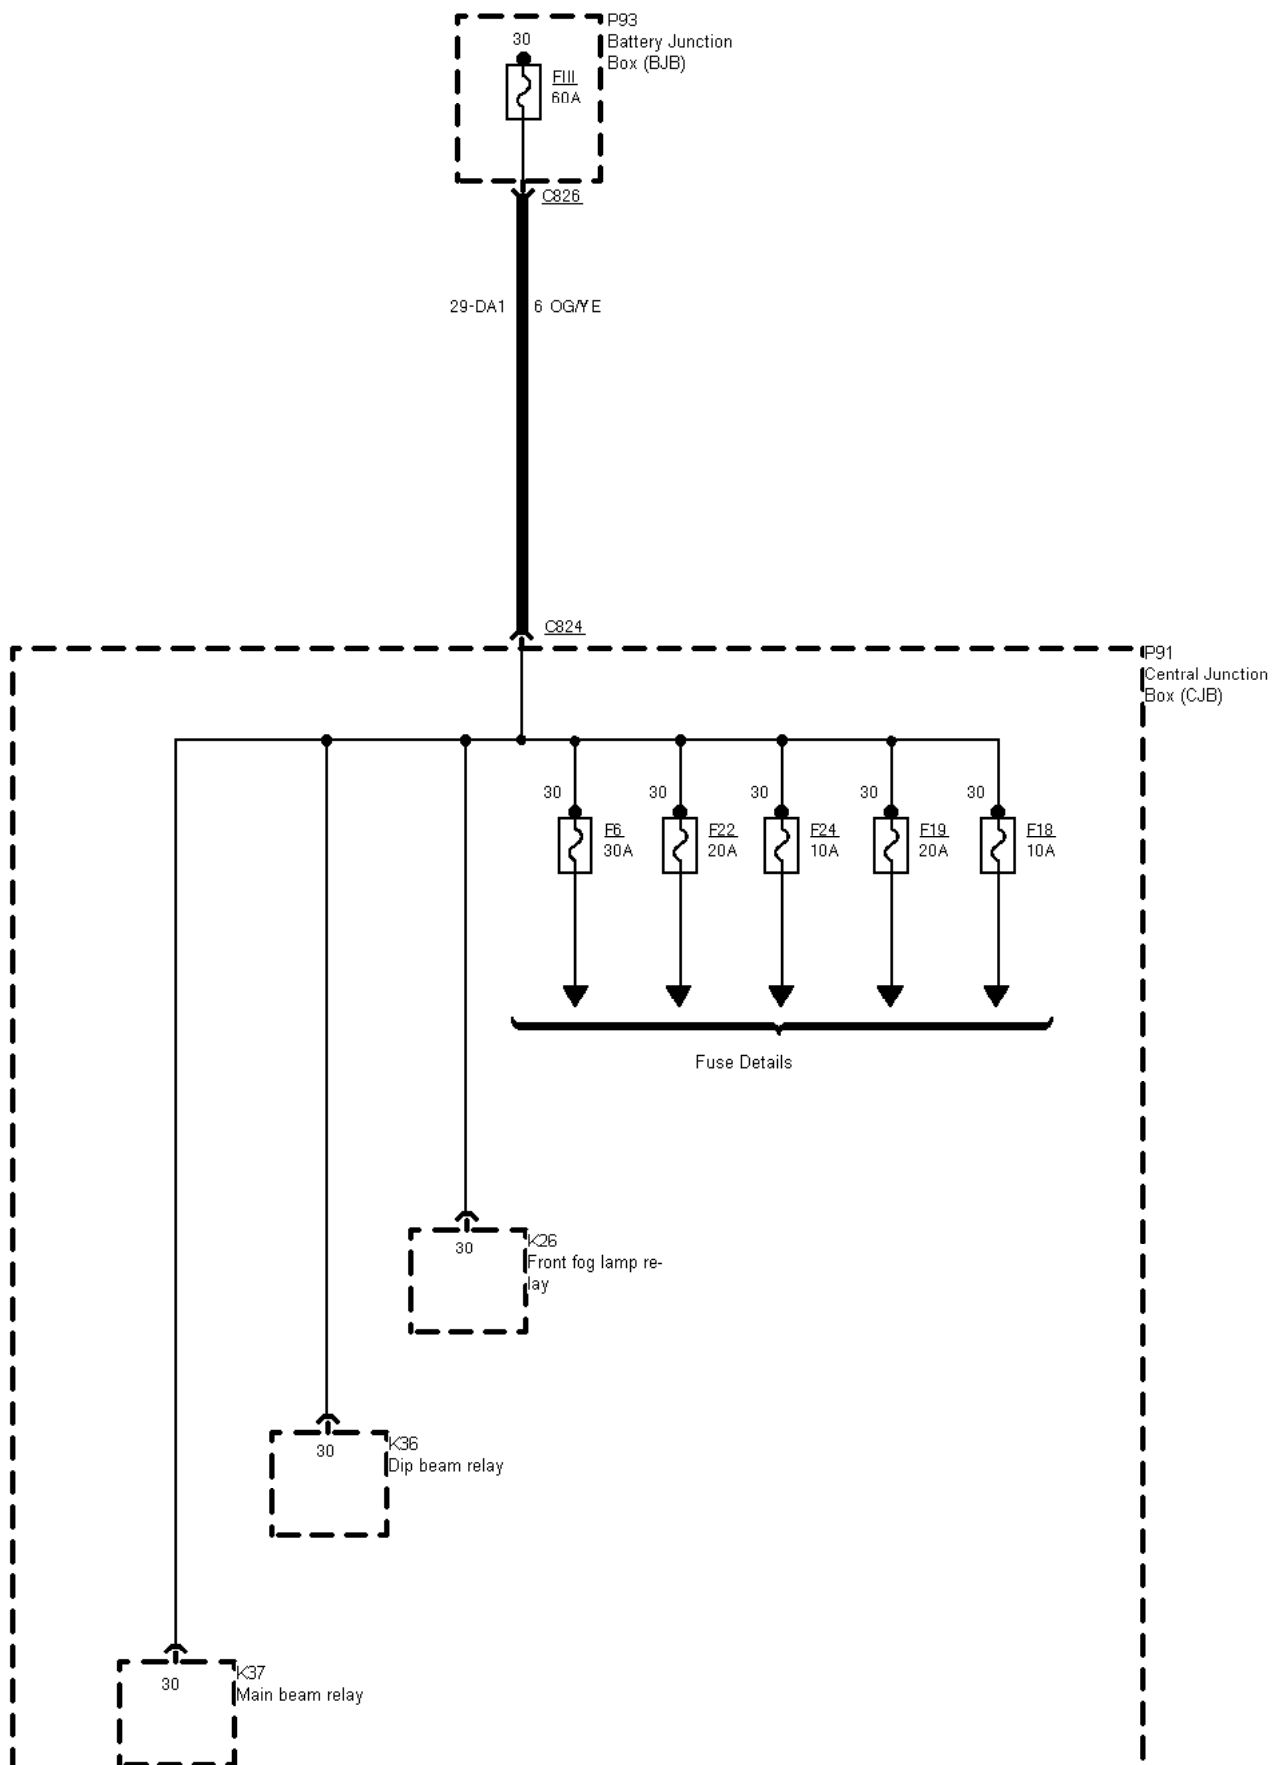 P93
Battery Junction
Box (BJB)
30
FIII
60A
C826
29-DA1
6 OG/YE
C824
P91
Central Junction
Box (CJB)
30
30
30
30
30
F6
30A
F22
20A
F24
10A
F19
20A
F18
10A
Fuse Details
30
K26
Front fog lamp re-
lay
30
K36
Dip beam relay
30
K37
Main beam relay